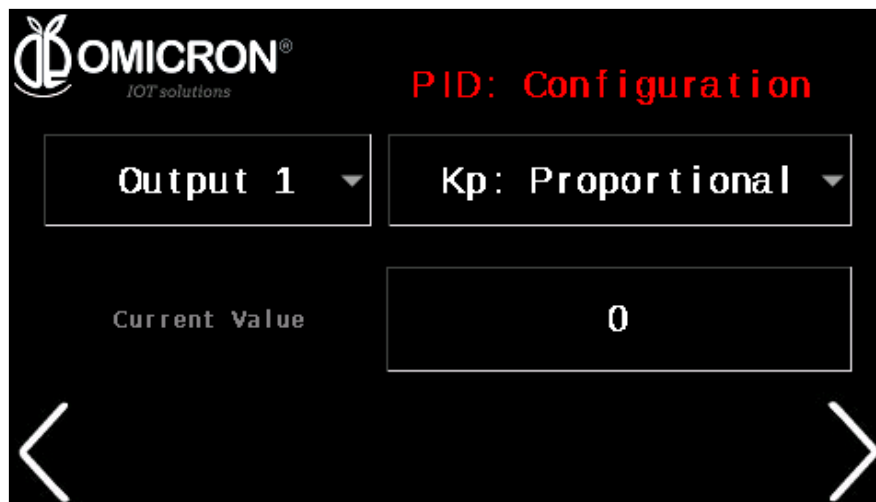 OMICRON®
IOT solutions
PID: Configuration
Output 1
Kp: Proportional
Current Value
0